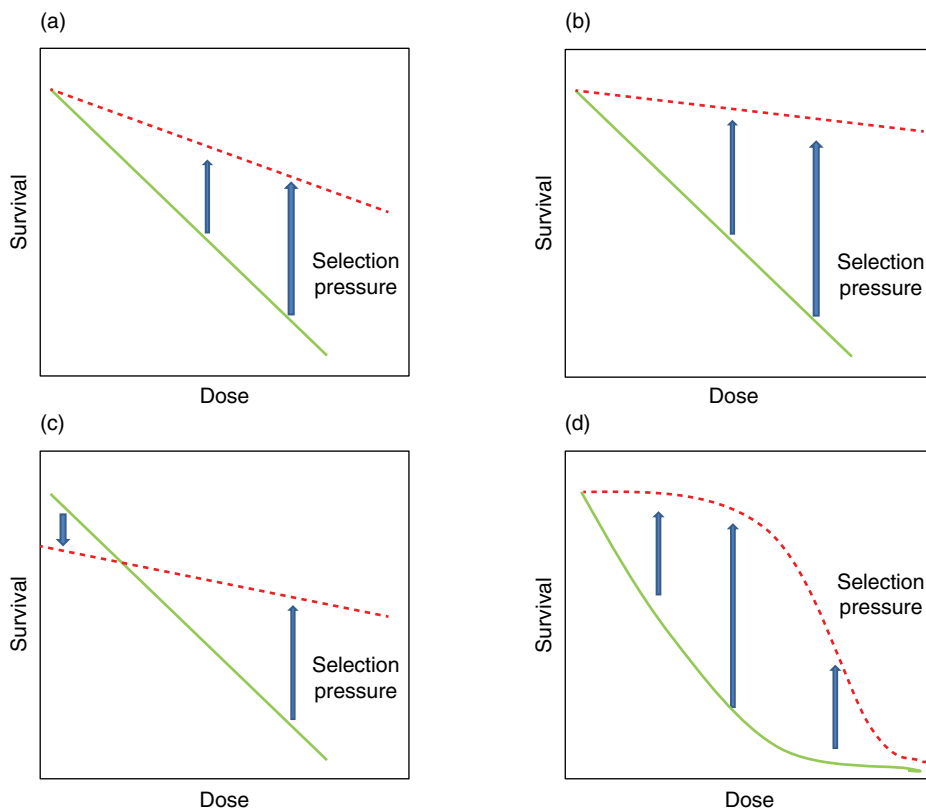 (a)
Survival
Selection
pressure
Dose
(b)
Survival
Selection
pressure
Dose
(c)
Survival
Selection
pressure
Dose
(d)
Survival
Selection
pressure
Dose